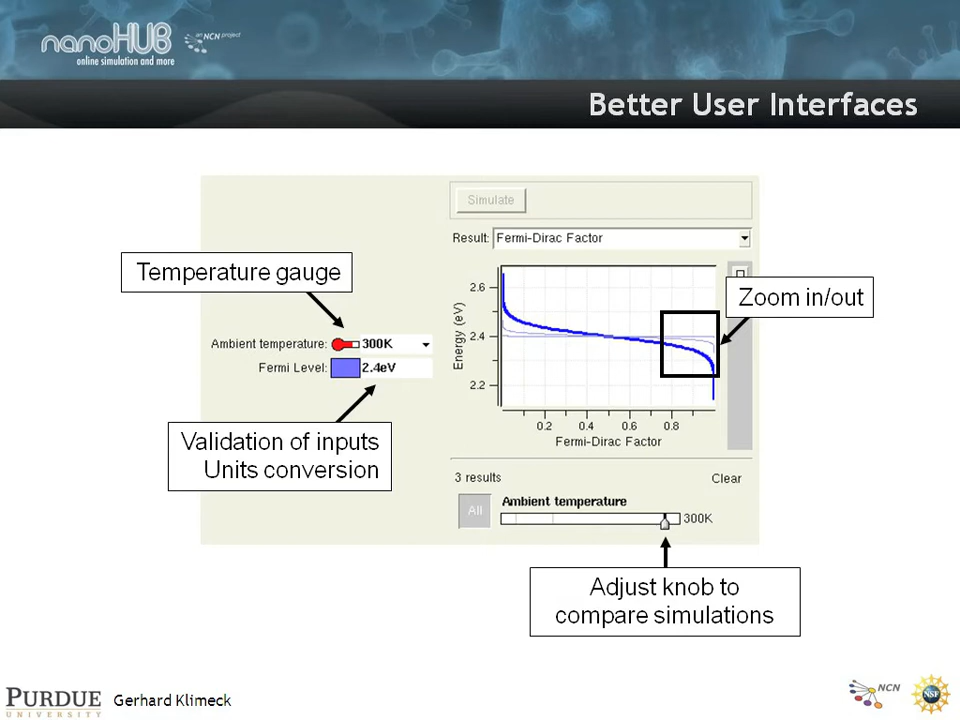 nanoHUB
an NCN project
online simulation and more
Better User Interfaces
Simulate
Result: Fermi-Dirac Factor
Temperature gauge
Zoom in/out
Ambient temperature: 300K
Fermi Level: 2.4eV
Energy (eV)
2.6
2.4
2.2
0.2 0.4 0.6 0.8
Fermi-Dirac Factor
Validation of inputs
Units conversion
3 results Clear
All
Ambient temperature
300K
Adjust knob to
compare simulations
PURDUE
UNIVERSITY
Gerhard Klimeck
NCN
NSF